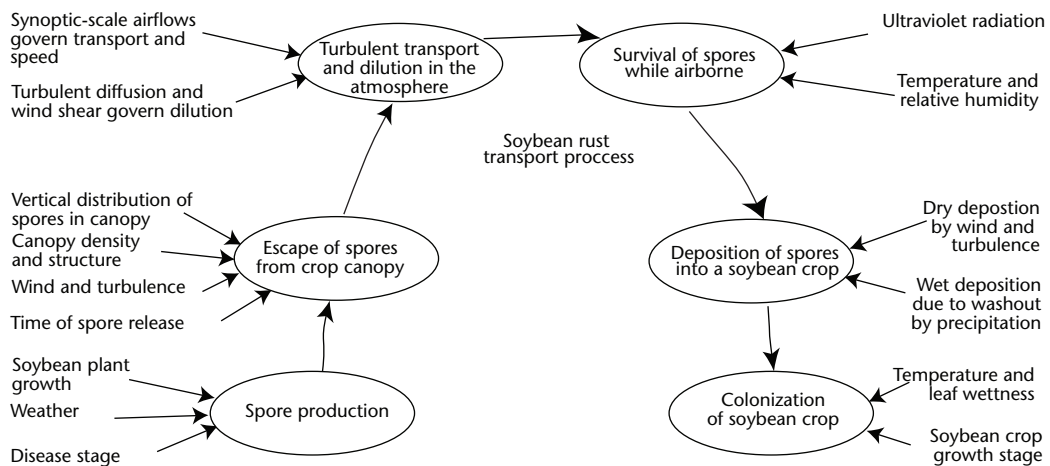 Synoptic-scale airflows
govern transport and
speed
Turbulent diffusion and
wind shear govern dilution
Turbulent transport
and dilution in the
atmosphere
Survival of spores
while airborne
Ultraviolet radiation
Temperature and
relative humidity
Soybean rust
transport proccess
Vertical distribution of
spores in canopy
Canopy density
and structure
Wind and turbulence
Time of spore release
Escape of spores
from crop canopy
Deposition of spores
into a soybean crop
Dry depostion
by wind and
turbulence
Wet deposition
due to washout
by precipitation
Soybean plant
growth
Weather
Disease stage
Spore production
Colonization
of soybean crop
Temperature and
leaf wettness
Soybean crop
growth stage